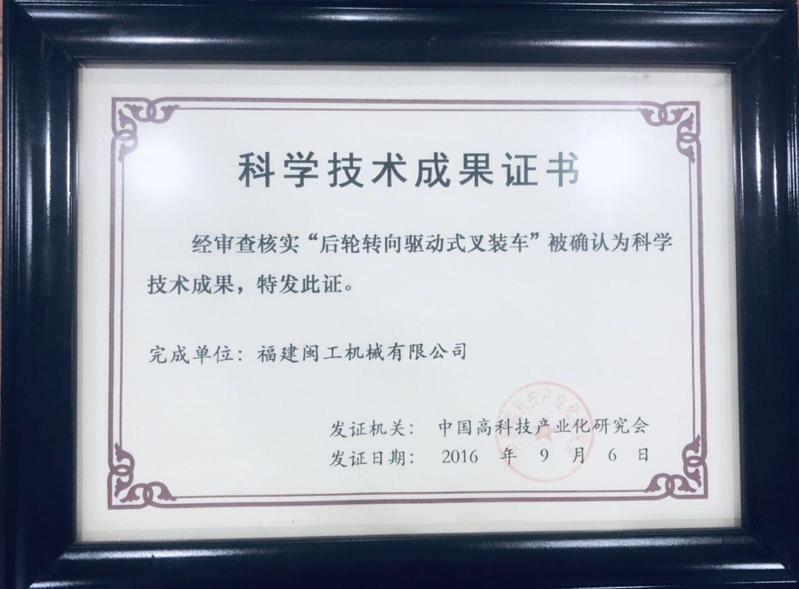 科学技术成果证书
经审查核实“后轮转向驱动式叉装车”被确认为科学
技术成果，特发此证。
完成单位：福建闽工机械有限公司
发证机关：中国高科技产业化研究会
发证日期：2016 年 9 月 6 日